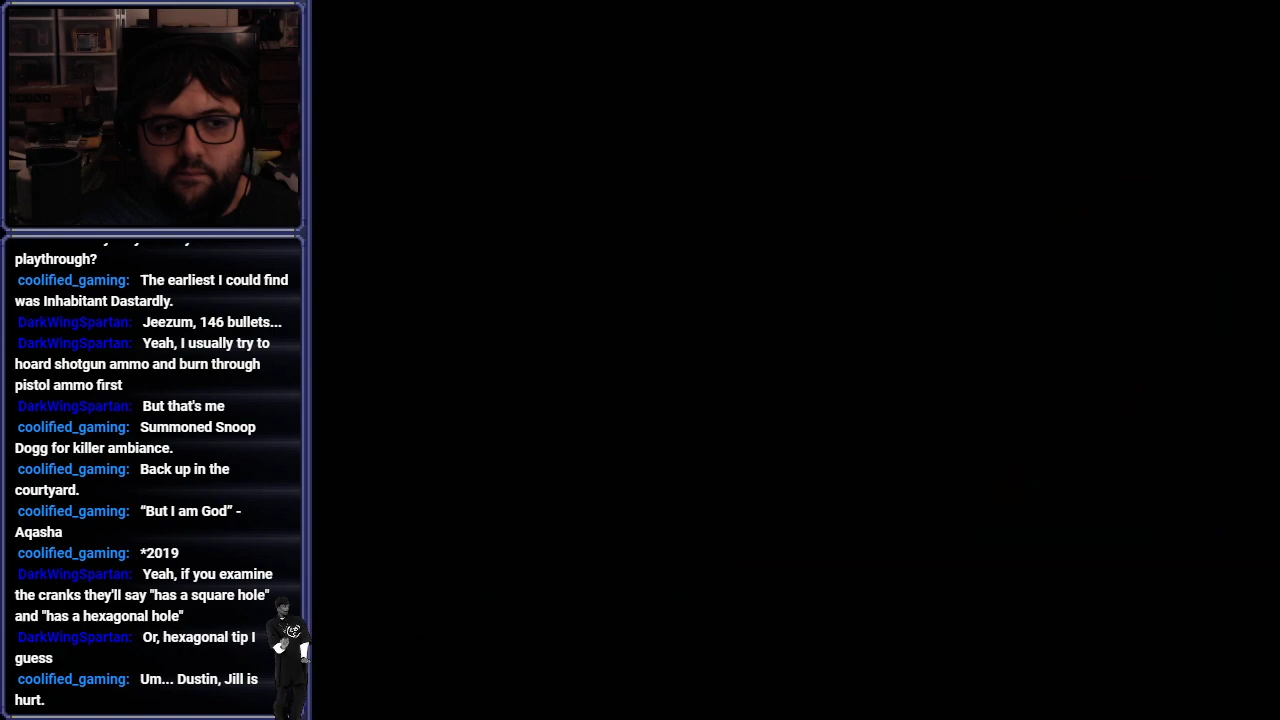 playthrough?
coolified_gaming: The earliest I could find
was Inhabitant Dastardly.
DarkWingSpartan: Jeezum, 146 bullets...
DarkWingSpartan: Yeah, I usually try to
hoard shotgun ammo and burn through
pistol ammo first
DarkWingSpartan: But that's me
coolified_gaming: Summoned Snoop
Dogg for killer ambiance.
coolified_gaming: Back up in the
courtyard.
coolified_gaming: “But I am God” -
Aqasha
coolified_gaming: *2019
DarkWingSpartan: Yeah, if you examine
the cranks they'll say "has a square hole"
and "has a hexagonal hole"
DarkWingSpartan: Or, hexagonal tip I
guess
coolified_gaming: Um... Dustin, Jill is
hurt.